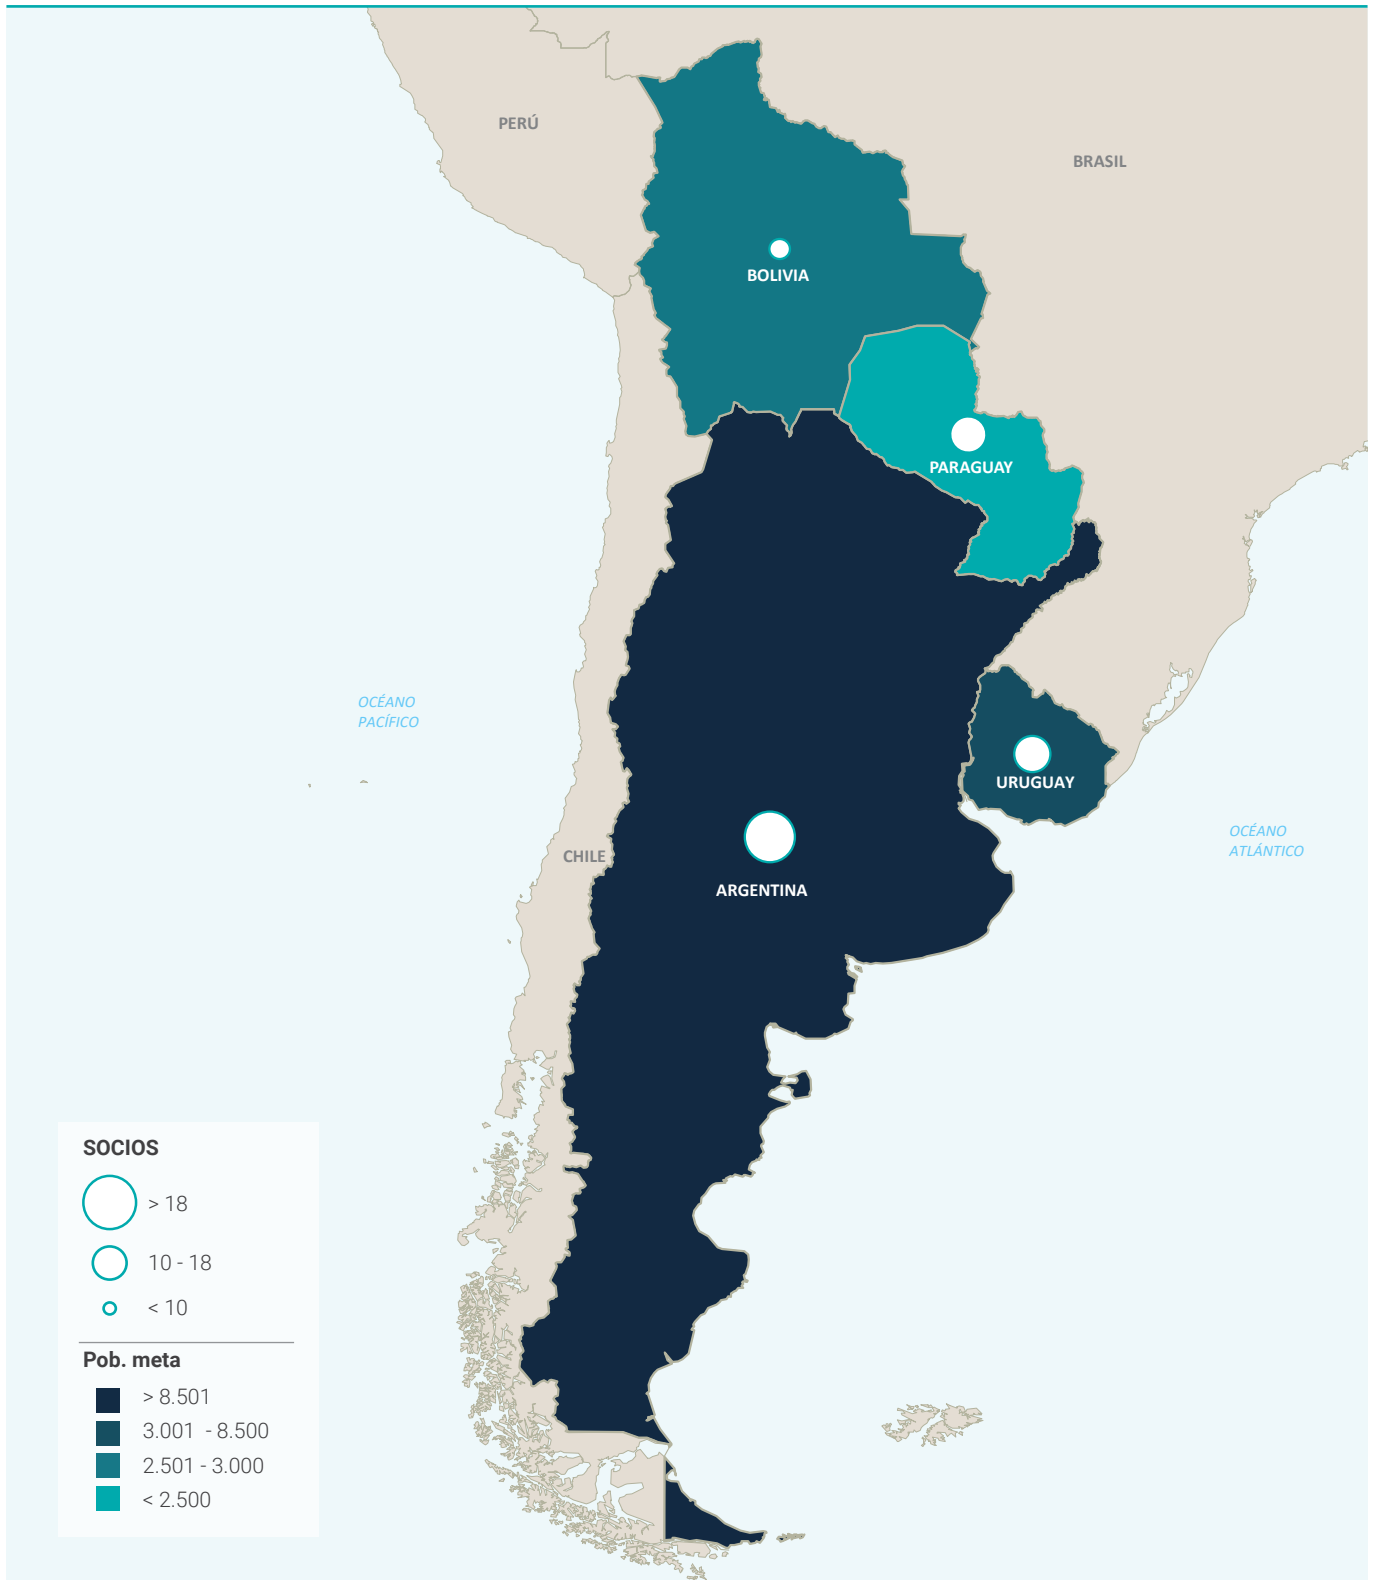 PERÚ
BRASIL
BOLIVIA
PARAGUAY
OCÉANO
PACÍFICO
URUGUAY
OCÉANO
ATLÁNTICO
CHILE
ARGENTINA
SOCIOS
> 18
10 - 18
< 10
Pob. meta
> 8.501
3.001 - 8.500
2.501 - 3.000
< 2.500